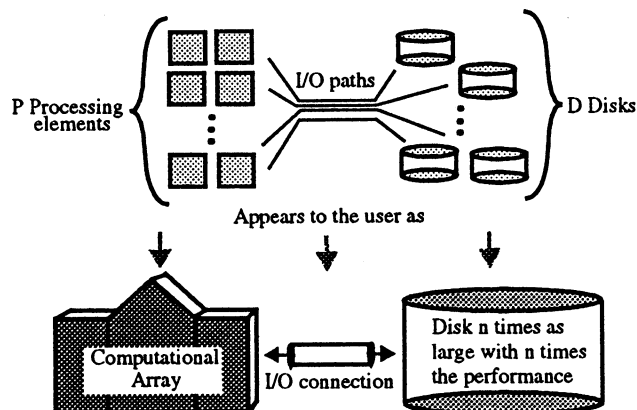 I/O paths
P Processing
elements
D Disks
Appears to the user as
Computational
Array
I/O connection
Disk n times as
large with n times
the performance